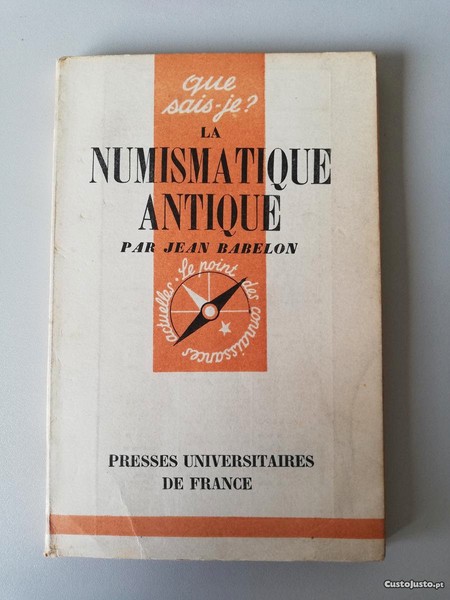 que
sais-je?
LA
NUMISMATIQUE
ANTIQUE
PAR JEAN BABELON
Le point des connaissances actuelles.
PRESSES UNIVERSITAIRES
DE FRANCE
CustoJusto.pt